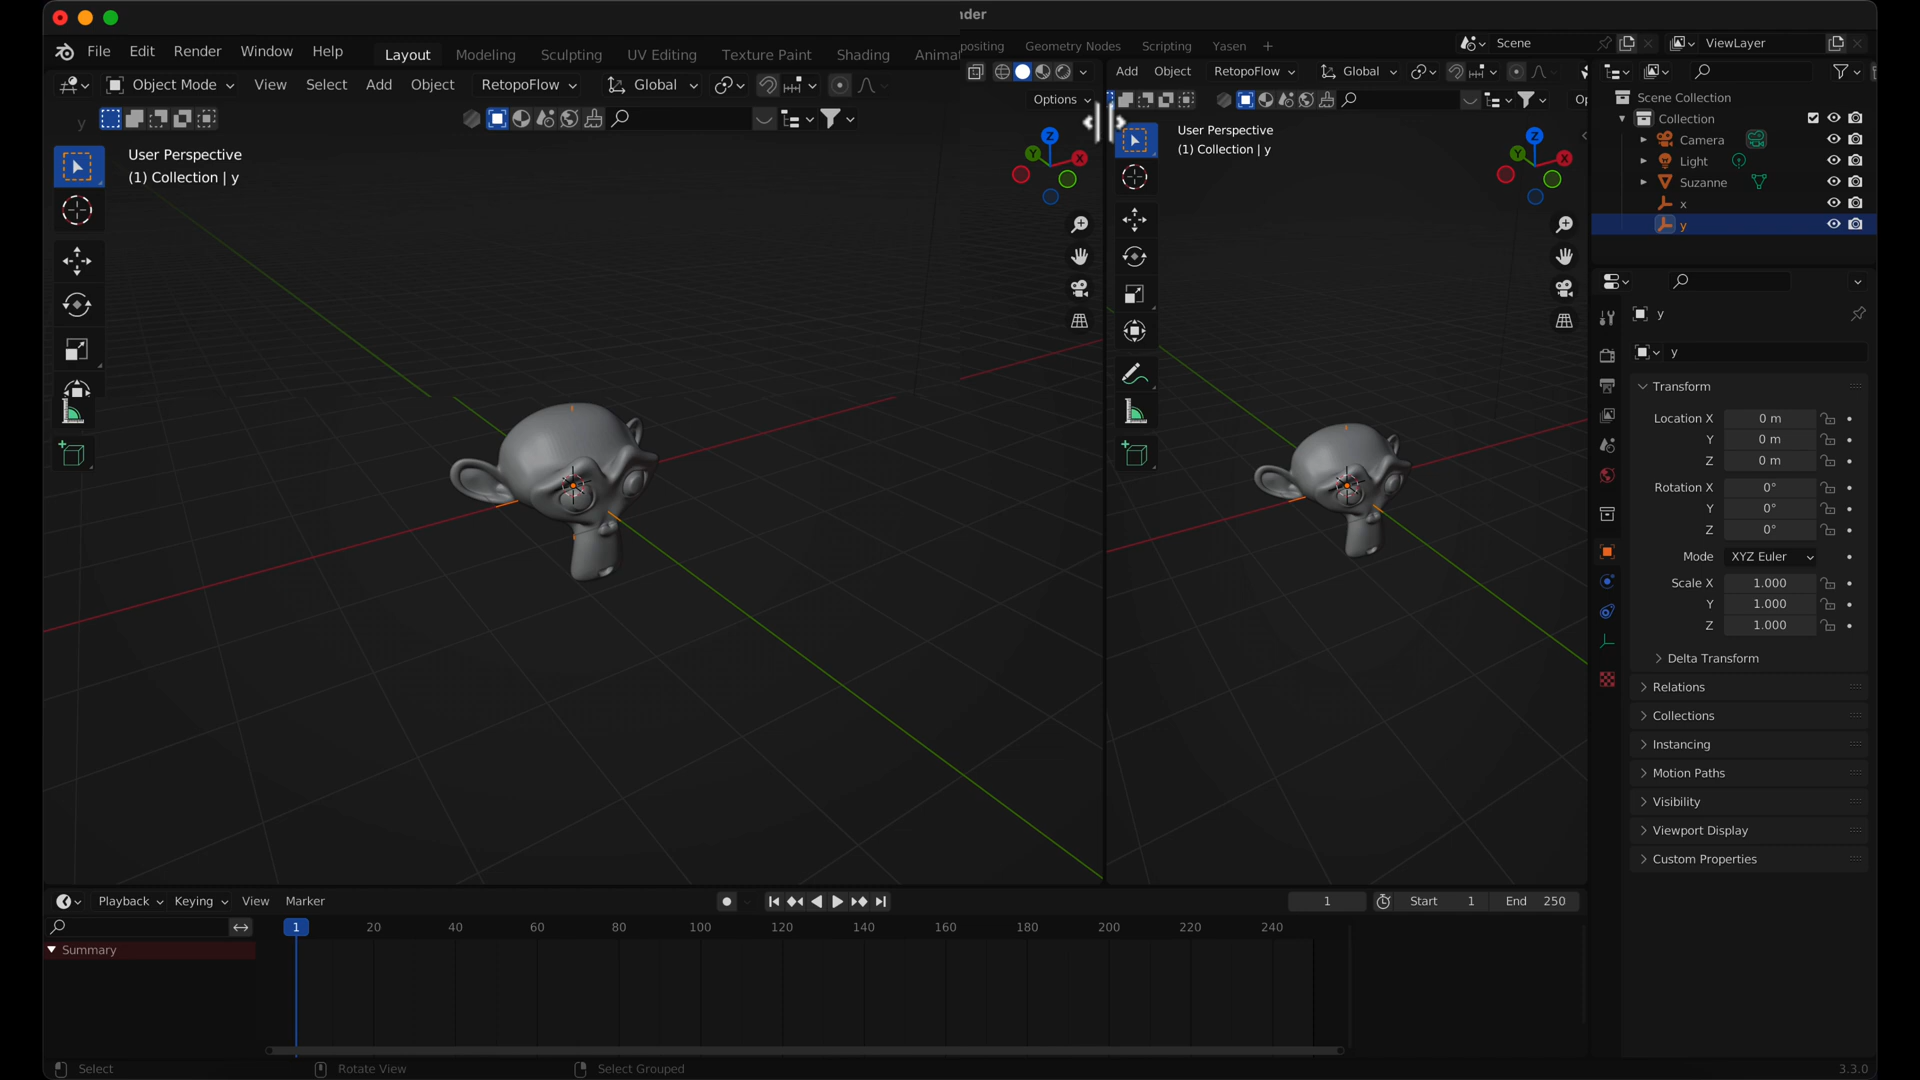 nder
File Edit Render Window Help Layout Modeling Sculpting UV Editing Texture Paint Shading Animat
positing Geometry Nodes Scripting Yasen + Scene ViewLayer
Object Mode View Select Add Object RetopoFlow Global
Add Object RetopoFlow Global
Options
Op
y
User Perspective
(1) Collection | y
Z
Y
X
User Perspective
(1) Collection | y
Z
Y
X
Scene Collection
Collection
Camera
Light
Suzanne
x
y
y
y
Transform
Location X 0 m
Y 0 m
Z 0 m
Rotation X 0°
Y 0°
Z 0°
Mode XYZ Euler
Scale X 1.000
Y 1.000
Z 1.000
Delta Transform
Relations
Collections
Instancing
Motion Paths
Visibility
Viewport Display
Custom Properties
Playback Keying View Marker
1 Start 1 End 250
1 20 40 60 80 100 120 140 160 180 200 220 240
Summary
Select Rotate View Select Grouped 3.3.0